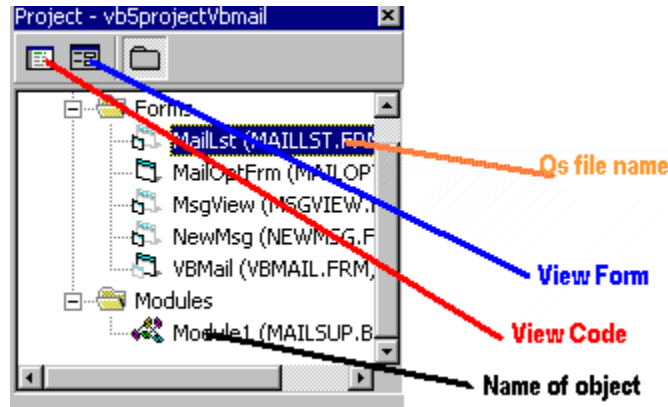 Project - vb5projectVbmail
Forms
MailLst (MAILLST.FRM
MailOptFrm (MAILOPT
MsgView (MSGVIEW.F
NewMsg (NEWMSG.F
VBMail (VBMAIL.FRM)
Modules
Module1 (MAILSUP.B
Os file name
View Form
View Code
Name of object